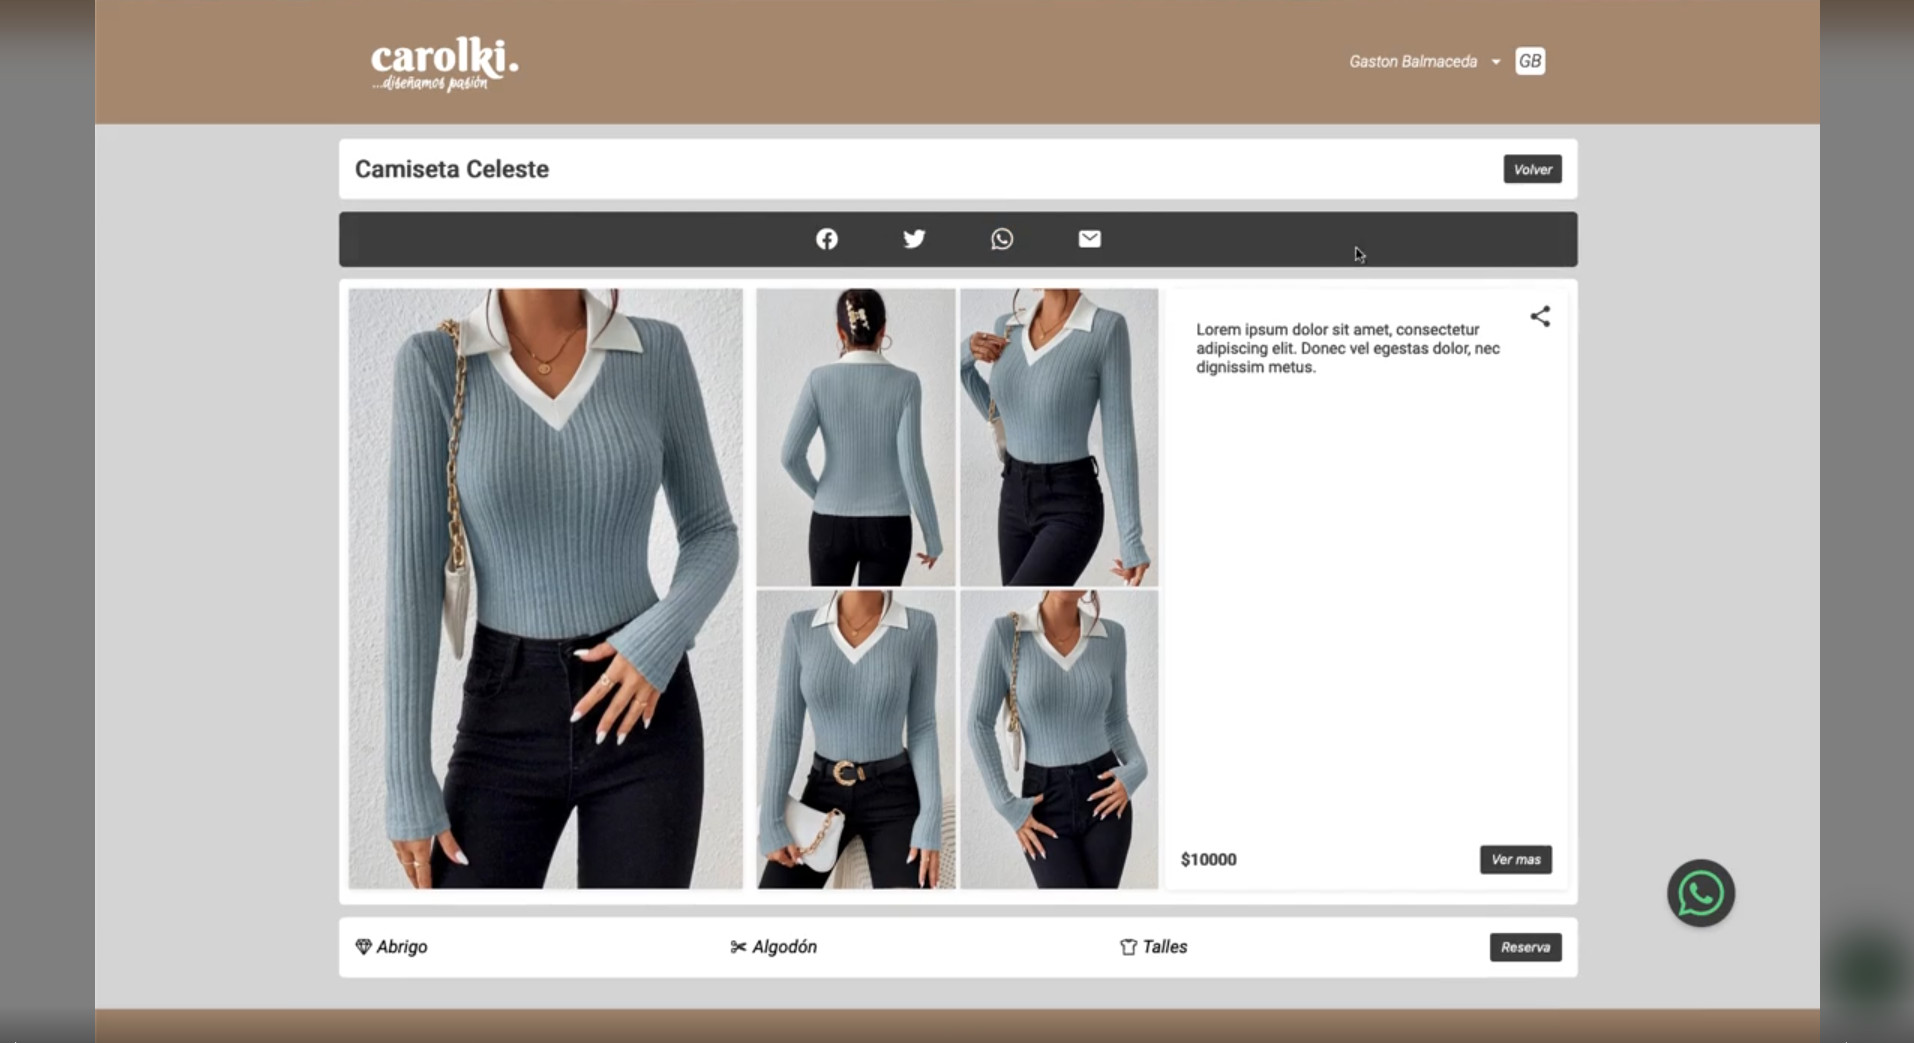 carolki.
...diseñamos pasión
Gaston Balmaceda
GB
Camiseta Celeste
Volver
Lorem ipsum dolor sit amet, consectetur
adipiscing elit. Donec vel egestas dolor, nec
dignissim metus.
$10000
Ver mas
Abrigo
Algodón
Talles
Reserva